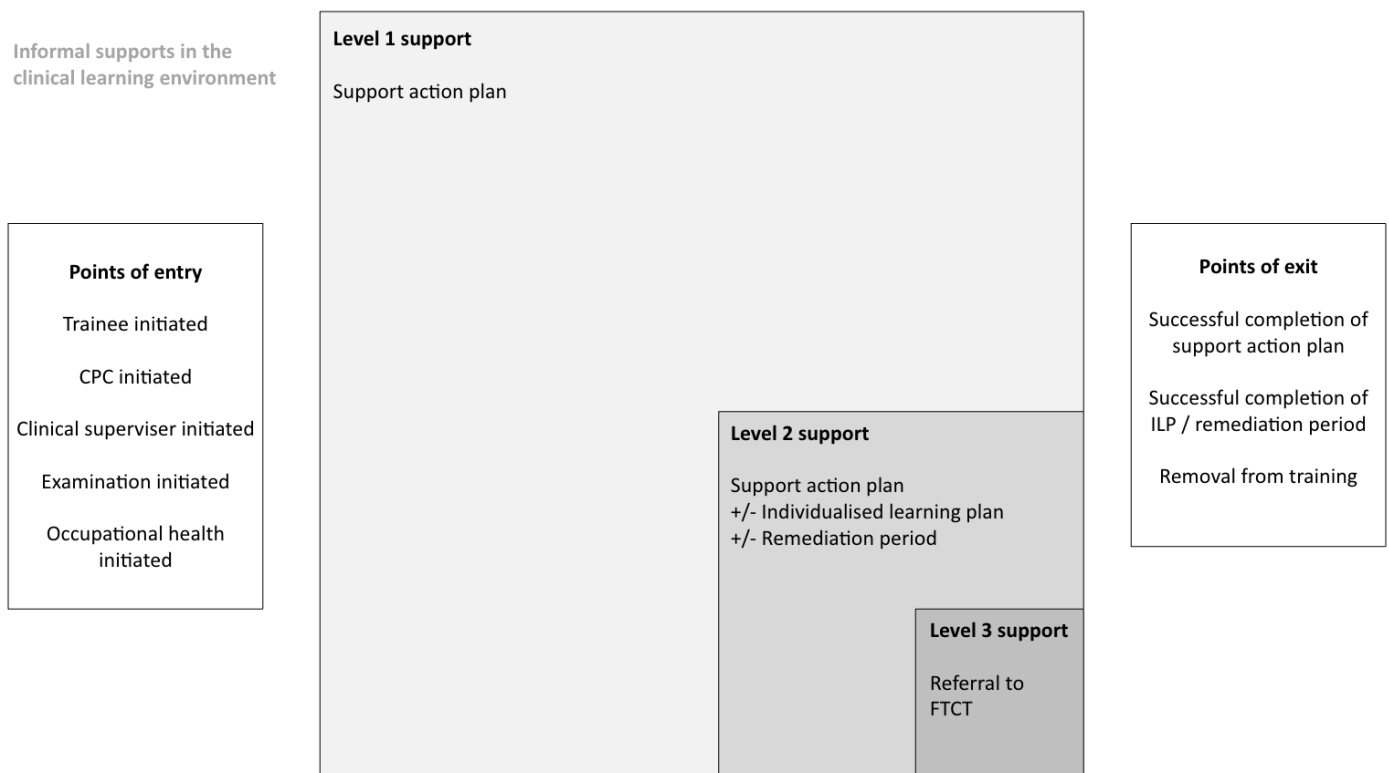 Informal supports in the
clinical learning environment
Level 1 support
Support action plan
Points of entry
Trainee initiated
CPC initiated
Clinical superviser initiated
Examination initiated
Occupational health
initiated
Level 2 support
Support action plan
+/- Individualised learning plan
+/- Remediation period
Level 3 support
Referral to
FTCT
Points of exit
Successful completion of
support action plan
Successful completion of
ILP / remediation period
Removal from training